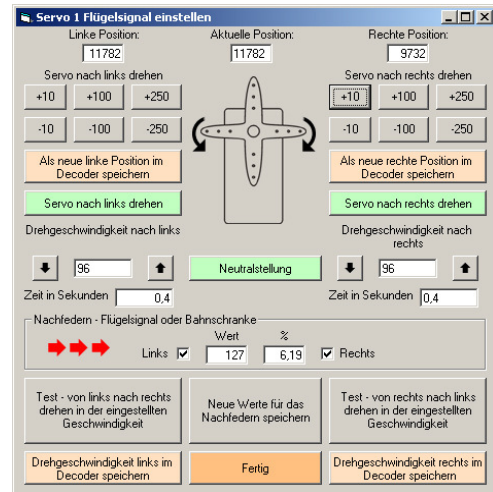 Servo 1 Flügelsignal einstellen
Linke Position:
Aktuelle Position:
Rechte Position:
11782
11782
9732
Servo nach links drehen
Servo nach rechts drehen
+10 +100 +250
+10 +100 +250
-10 -100 -250
-10 -100 -250
Als neue linke Position im
Decoder speichern
Als neue rechte Position im
Decoder speichern
Servo nach links drehen
Servo nach rechts drehen
Drehgeschwindigkeit nach links
Drehgeschwindigkeit nach
rechts
96
Neutralstellung
96
Zeit in Sekunden 0,4
Zeit in Sekunden 0,4
Nachfedern - Flügelsignal oder Bahnschranke
Wert %
Links 127 6,19 Rechts
Test - von links nach rechts
drehen in der eingestellten
Geschwindigkeit
Neue Werte für das
Nachfedern speichern
Test - von rechts nach links
drehen in der eingestellten
Geschwindigkeit
Drehgeschwindigkeit links im
Decoder speichern
Fertig
Drehgeschwindigkeit rechts im
Decoder speichern